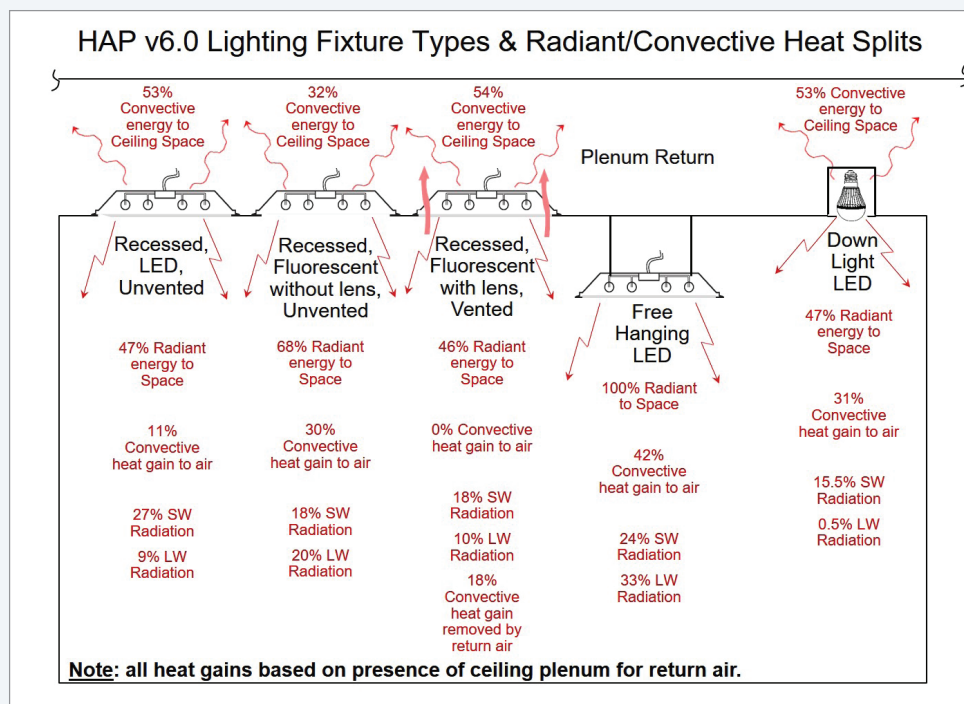 HAP v6.0 Lighting Fixture Types & Radiant/Convective Heat Splits
53%
Convective
energy to
Ceiling Space
32%
Convective
energy to
Ceiling Space
54%
Convective
energy to
Ceiling Space
Plenum Return
53% Convective
energy to
Ceiling Space
Recessed,
LED,
Unvented
Recessed,
Fluorescent
without lens,
Unvented
Recessed,
Fluorescent
with lens,
Vented
Free
Hanging
LED
Down
Light
LED
47% Radiant
energy to
Space
68% Radiant
energy to
Space
46% Radiant
energy to
Space
100% Radiant
to Space
47% Radiant
energy to
Space
11%
Convective
heat gain to air
30%
Convective
heat gain to air
0% Convective
heat gain to air
42%
Convective
heat gain to air
31%
Convective
heat gain to air
27% SW
Radiation
9% LW
Radiation
18% SW
Radiation
20% LW
Radiation
18% SW
Radiation
10% LW
Radiation
18%
Convective
heat gain
removed by
return air
24% SW
Radiation
33% LW
Radiation
15.5% SW
Radiation
0.5% LW
Radiation
Note: all heat gains based on presence of ceiling plenum for return air.